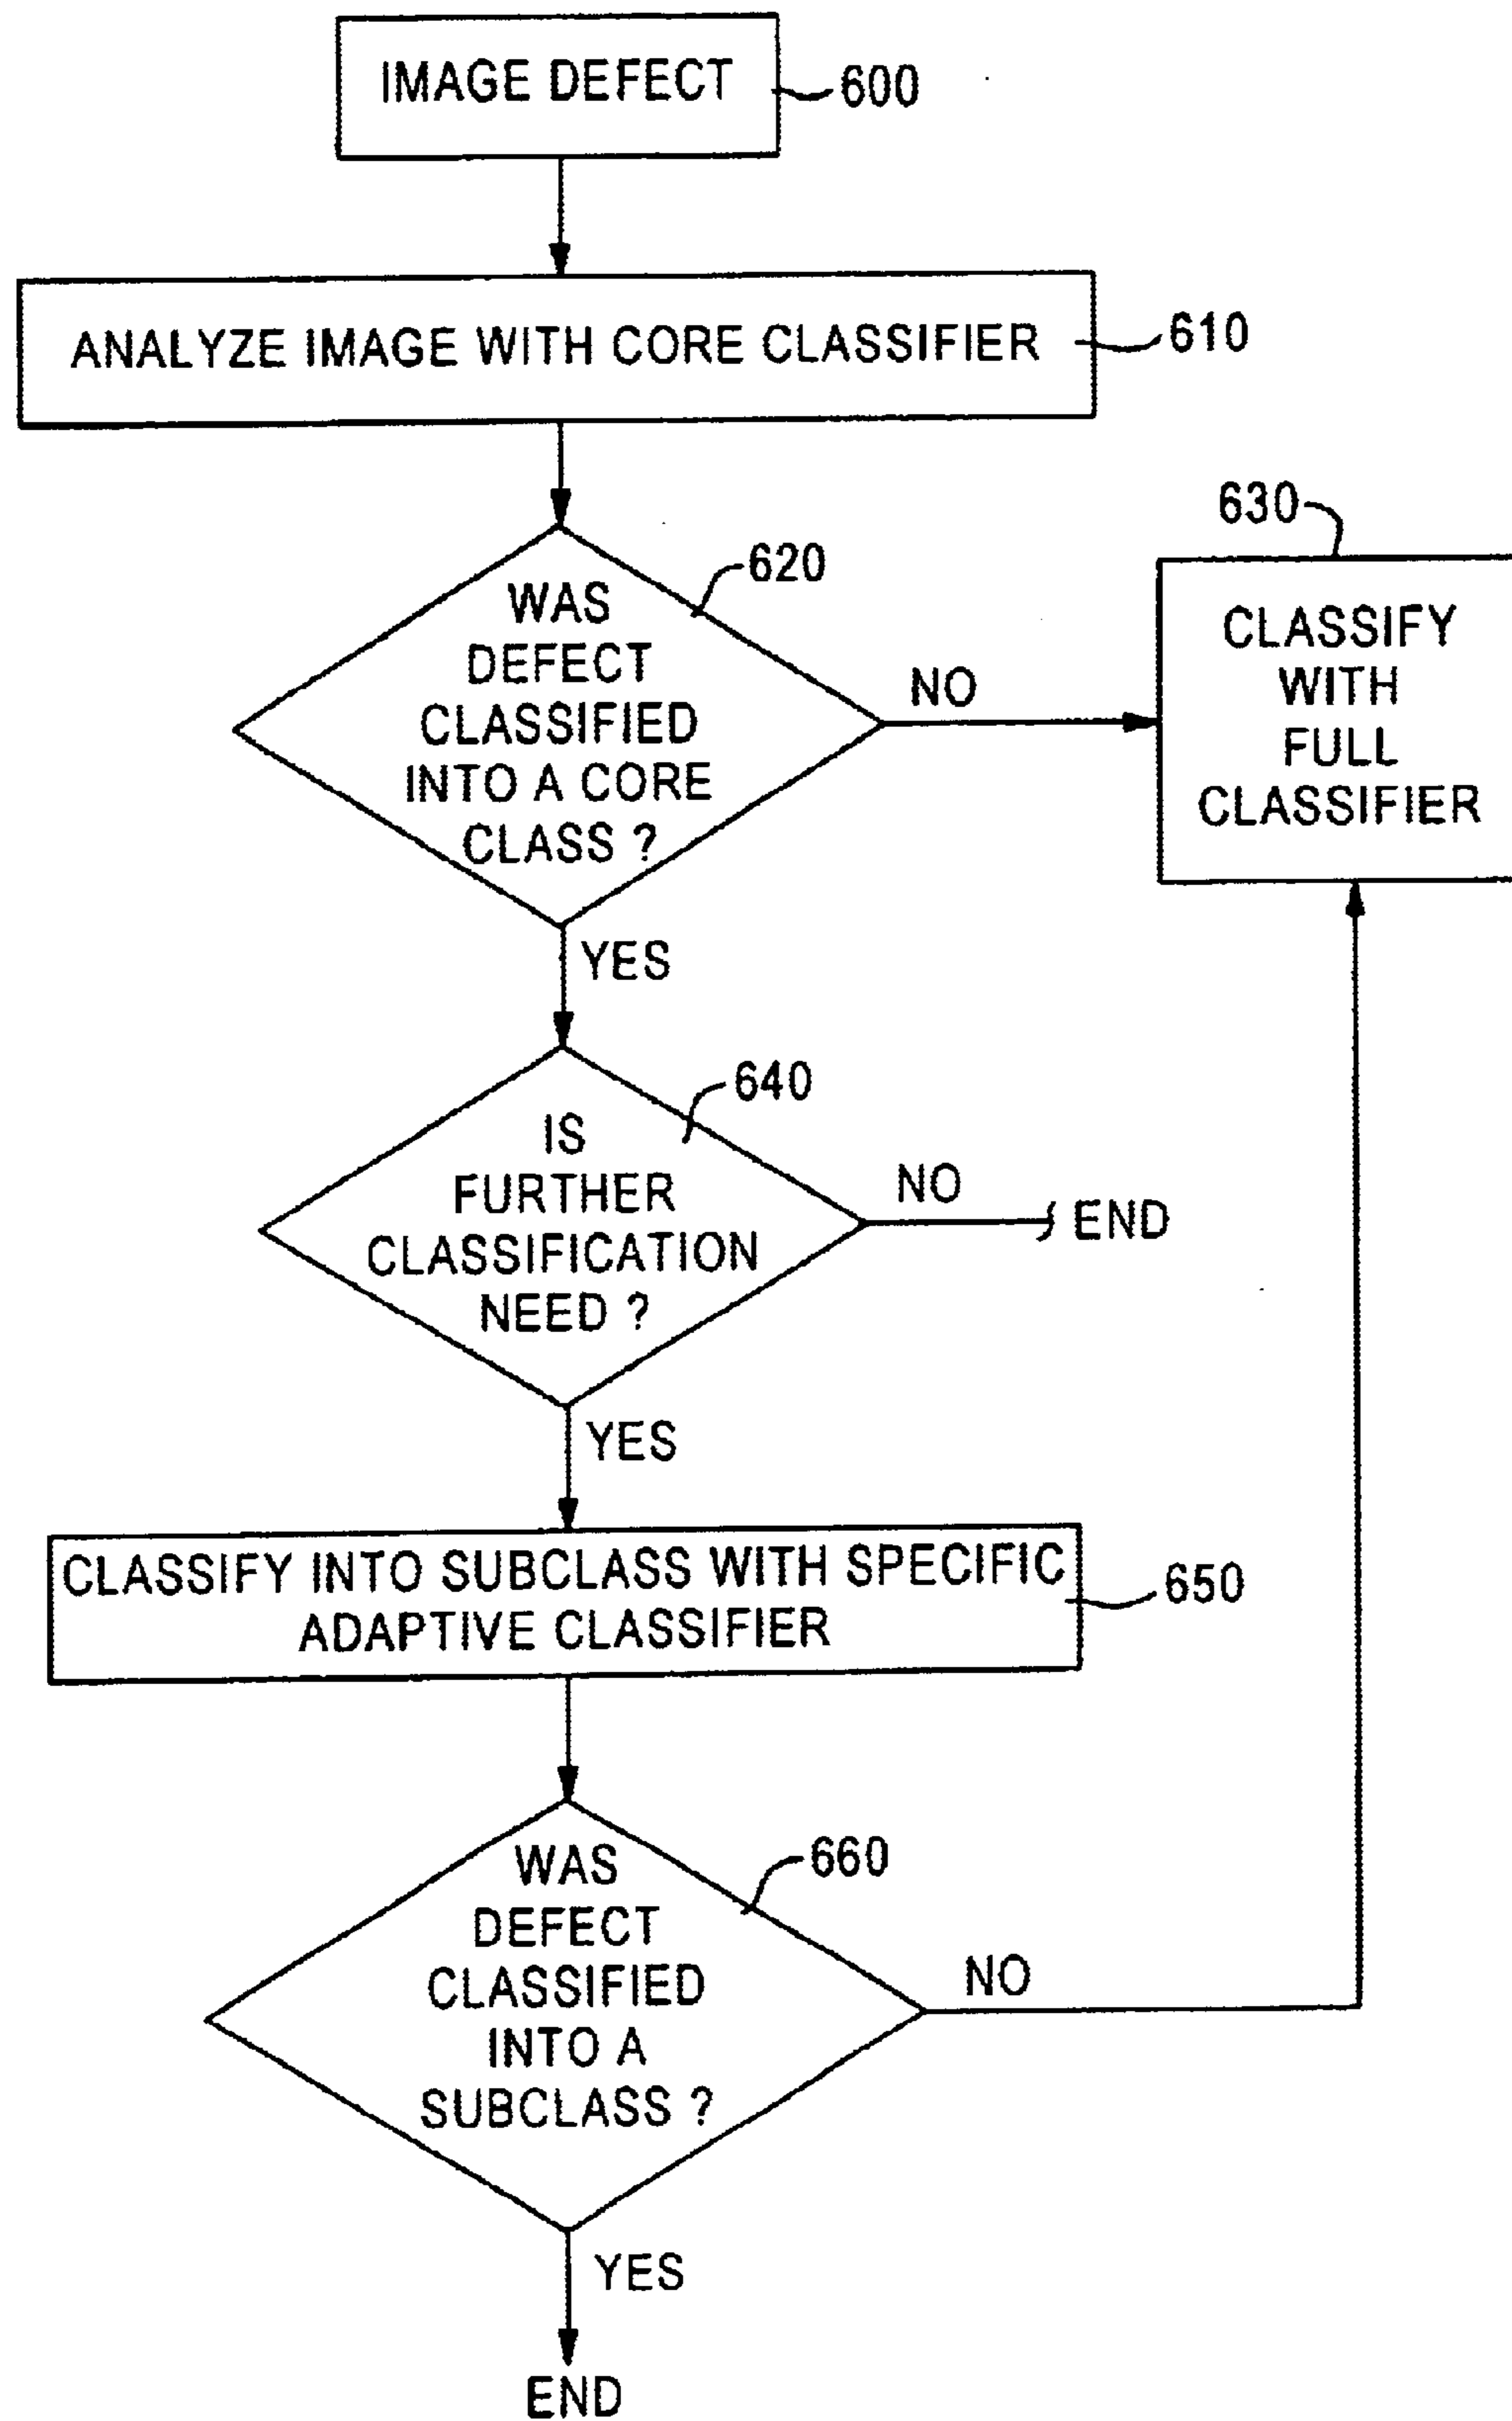 IMAGE DEFECT
600
ANALYZE IMAGE WITH CORE CLASSIFIER
610
620
WAS
DEFECT
CLASSIFIED
INTO A CORE
CLASS ?
NO
630
CLASSIFY
WITH
FULL
CLASSIFIER
YES
640
IS
FURTHER
CLASSIFICATION
NEED ?
NO
END
YES
CLASSIFY INTO SUBCLASS WITH SPECIFIC
ADAPTIVE CLASSIFIER
650
660
WAS
DEFECT
CLASSIFIED
INTO A
SUBCLASS ?
NO
YES
END